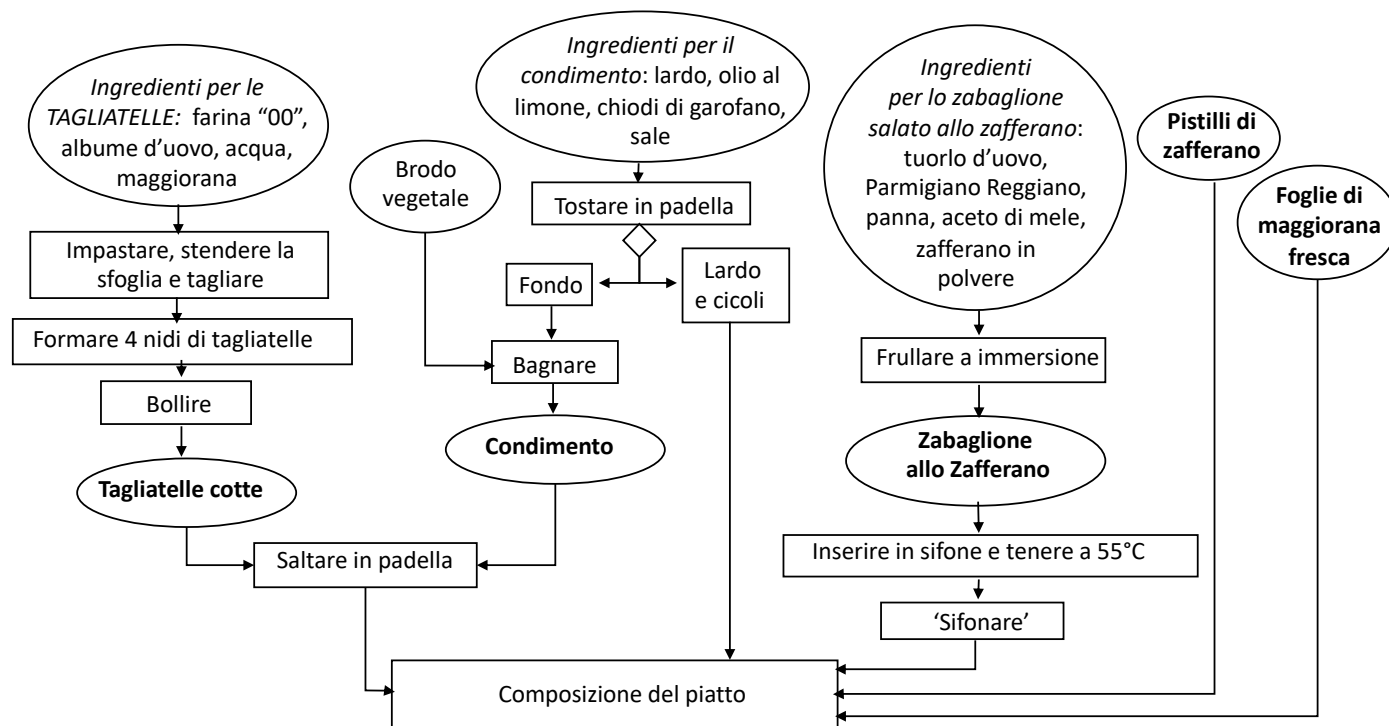 Ingredienti per le
TAGLIATELLE: farina “00”,
albume d’uovo, acqua,
maggiorana
Impastare, stendere la
sfoglia e tagliare
Formare 4 nidi di tagliatelle
Bollire
Tagliatelle cotte
Brodo
vegetale
Ingredienti per il
condimento: lardo, olio al
limone, chiodi di garofano,
sale
Tostare in padella
Fondo
Lardo
e cicoli
Bagnare
Condimento
Saltare in padella
Ingredienti
per lo zabaglione
salato allo zafferano:
tuorlo d’uovo,
Parmigiano Reggiano,
panna, aceto di mele,
zafferano in
polvere
Frullare a immersione
Zabaglione
allo Zafferano
Inserire in sifone e tenere a 55°C
‘Sifonare’
Pistilli di
zafferano
Foglie di
maggiorana
fresca
Composizione del piatto